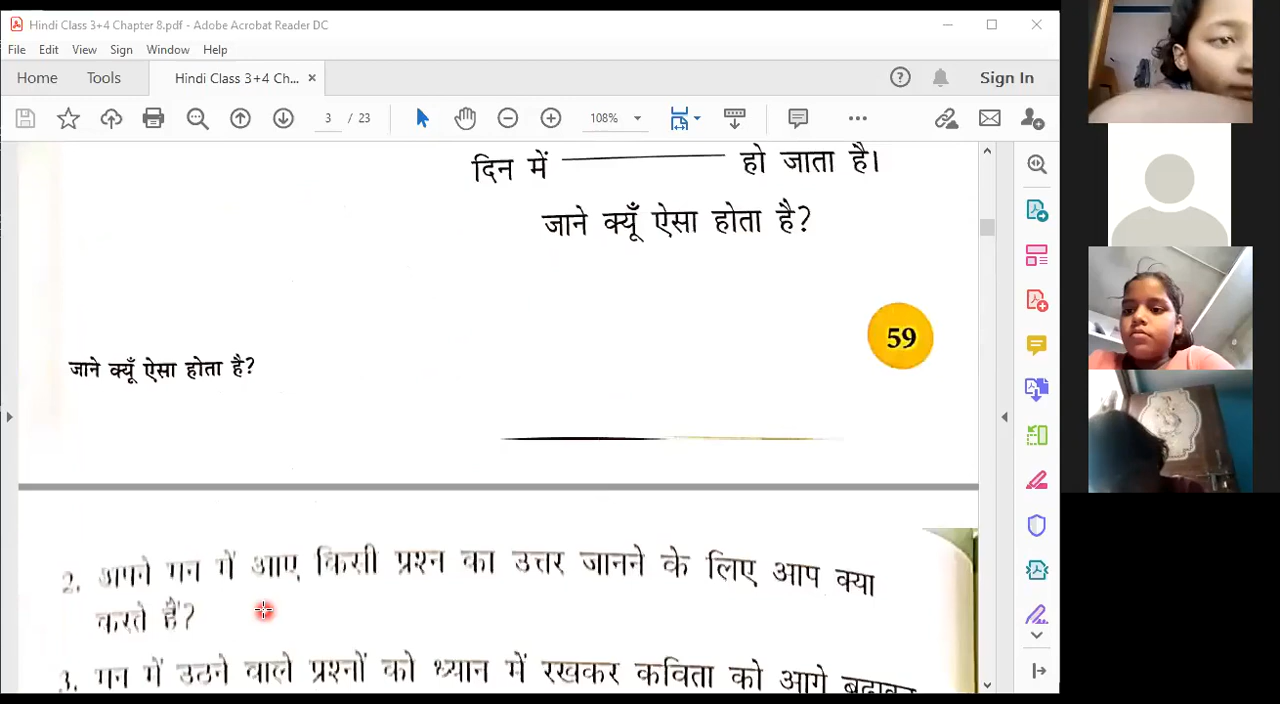 Hindi Class 3+4 Chapter 8.pdf - Adobe Acrobat Reader DC
File Edit View Sign Window Help
Home Tools Hindi Class 3+4 Ch... × Sign In
3 / 23 108%
दिन में ________ हो जाता है।
जाने क्यूँ ऐसा होता है?
59
जाने क्यूँ ऐसा होता है?
2. अपने मन में आए किसी प्रश्न का उत्तर जानने के लिए आप क्या
करते हैं?
3. मन में उठने वाले प्रश्नों को ध्यान में रखकर कविता को आगे